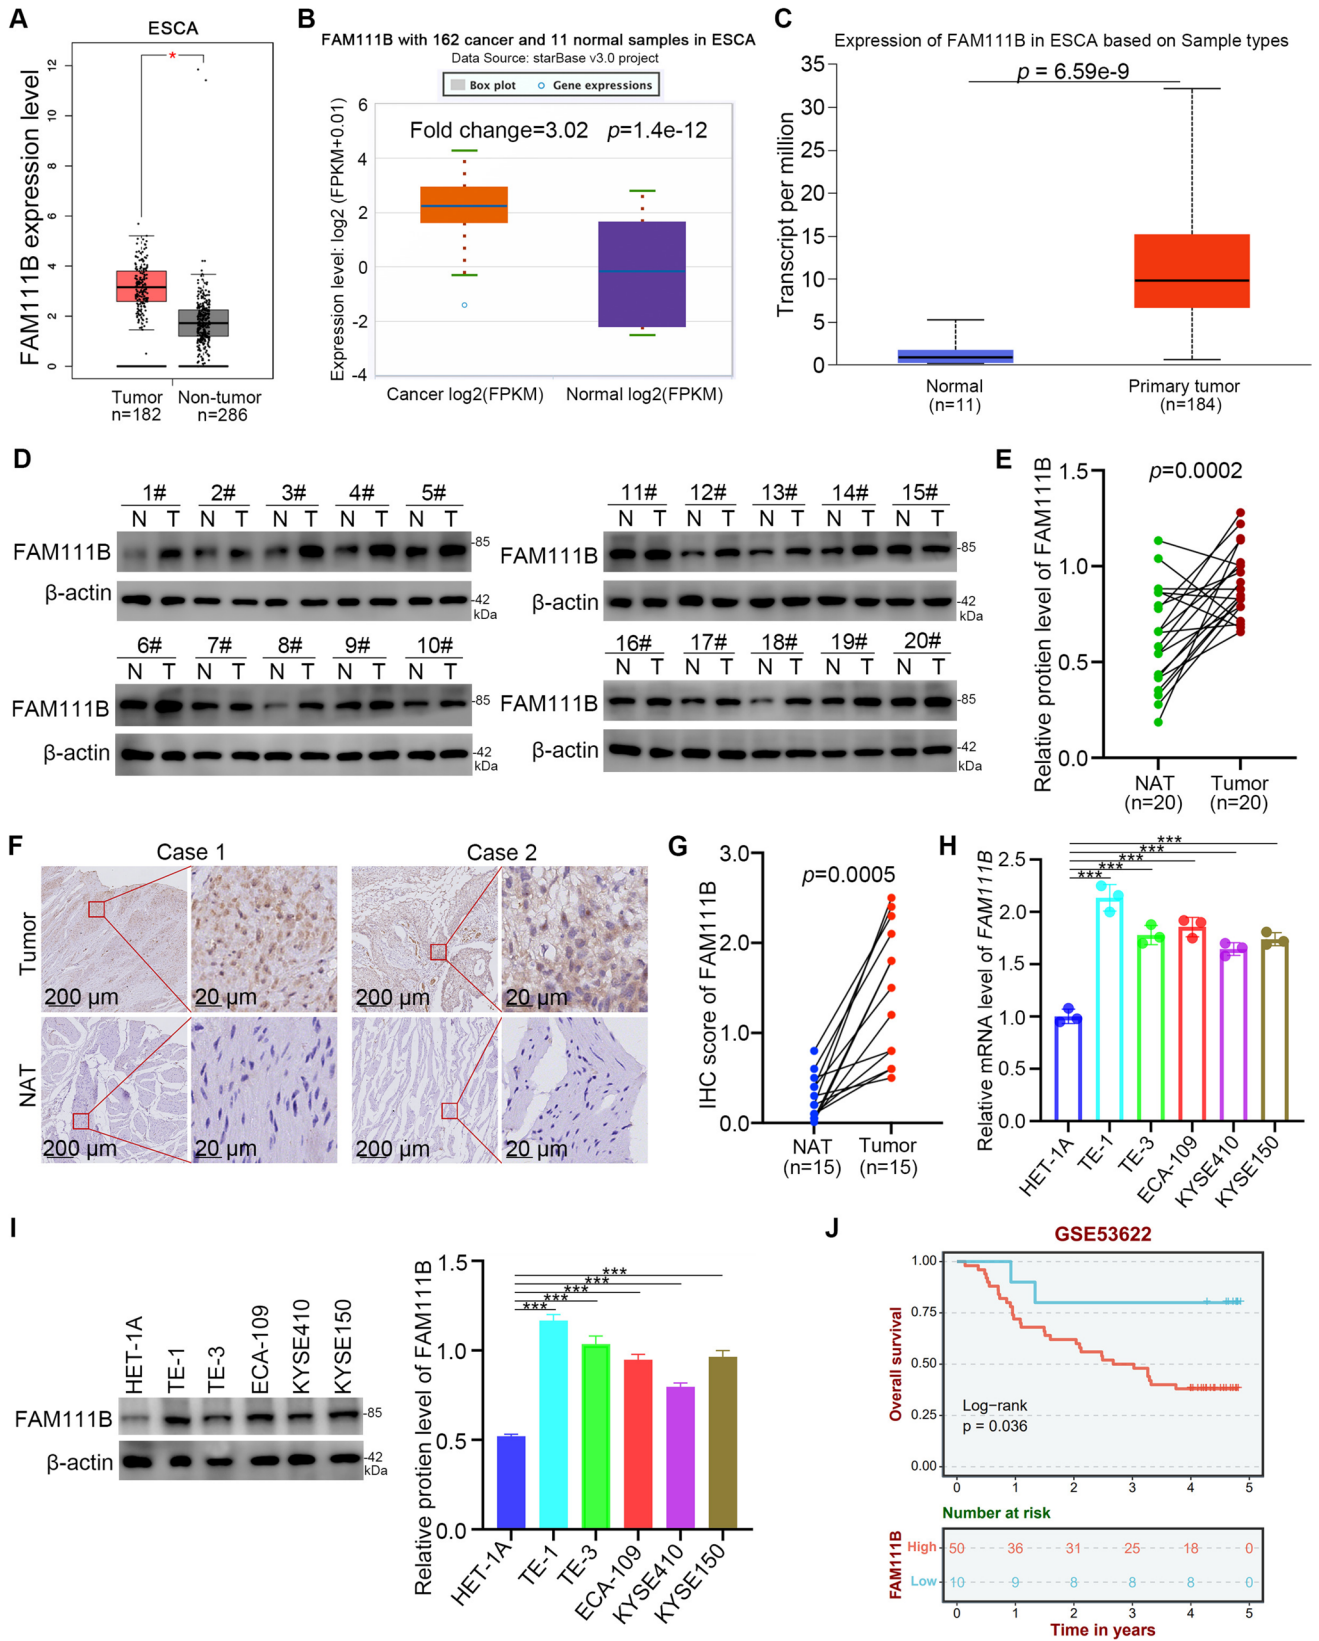 A
ESCA
*
FAM111B expression level
12
10
8
6
4
2
0
Tumor
n=182
Non-tumor
n=286
B
FAM111B with 162 cancer and 11 normal samples in ESCA
Data Source: starBase v3.0 project
Box plot
Gene expressions
Expression level: log2 (FPKM+0.01)
Fold change=3.02 p=1.4e-12
6
4
2
0
-2
-4
Cancer log2(FPKM)
Normal log2(FPKM)
C
Expression of FAM111B in ESCA based on Sample types
p = 6.59e-9
Transcript per million
35
30
25
20
15
10
5
0
Normal
(n=11)
Primary tumor
(n=184)
D
1# 2# 3# 4# 5#
N T N T N T N T N T
FAM111B
-85
β-actin
-42
kDa
11# 12# 13# 14# 15#
N T N T N T N T N T
FAM111B
-85
β-actin
-42
kDa
6# 7# 8# 9# 10#
N T N T N T N T N T
FAM111B
-85
β-actin
-42
kDa
16# 17# 18# 19# 20#
N T N T N T N T N T
FAM111B
-85
β-actin
-42
kDa
E
p=0.0002
Relative protien level of FAM111B
1.5
1.0
0.5
0.0
NAT
(n=20)
Tumor
(n=20)
F
Case 1
Case 2
Tumor
200 µm
20 µm
200 µm
20 µm
NAT
200 µm
20 µm
200 µm
20 µm
G
p=0.0005
IHC score of FAM111B
3.0
2.0
1.0
0.0
NAT
(n=15)
Tumor
(n=15)
H
***
***
***
***
***
Relative mRNA level of FAM111B
2.5
2.0
1.5
1.0
0.5
0.0
HET-1A
TE-1
TE-3
ECA-109
KYSE410
KYSE150
I
HET-1A
TE-1
TE-3
ECA-109
KYSE410
KYSE150
FAM111B
-85
β-actin
-42
kDa
Relative protien level of FAM111B
***
***
***
***
***
1.5
1.0
0.5
0.0
HET-1A
TE-1
TE-3
ECA-109
KYSE410
KYSE150
J
GSE53622
Overall survival
1.00
0.75
0.50
0.25
0.00
Log−rank
p = 0.036
0 1 2 3 4 5
Number at risk
FAM111B
High 50 36 31 25 18 0
Low 10 9 8 8 8 0
0 1 2 3 4 5
Time in years